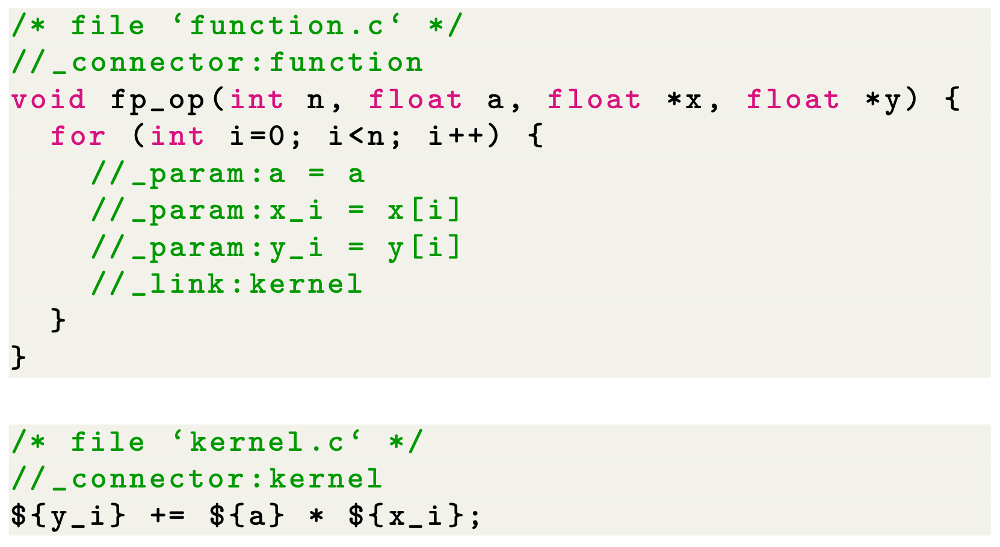 /* file ‘function.c‘ */
//_connector:function
void fp_op(int n, float a, float *x, float *y) {
  for (int i=0; i<n; i++) {
    //_param:a = a
    //_param:x_i = x[i]
    //_param:y_i = y[i]
    //_link:kernel
  }
}
/* file ‘kernel.c‘ */
//_connector:kernel
${y_i} += ${a} * ${x_i};